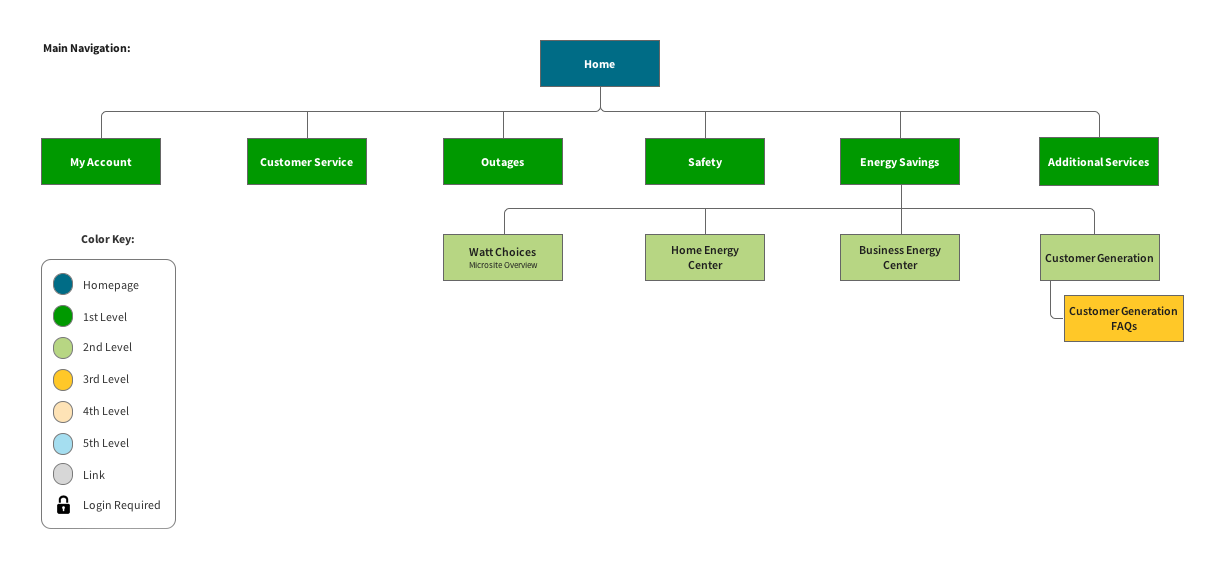 Main Navigation:
Home
My Account
Customer Service
Outages
Safety
Energy Savings
Additional Services
Watt Choices
Microsite Overview
Home Energy
Center
Business Energy
Center
Customer Generation
Customer Generation
FAQs
Color Key:
Homepage
1st Level
2nd Level
3rd Level
4th Level
5th Level
Link
Login Required